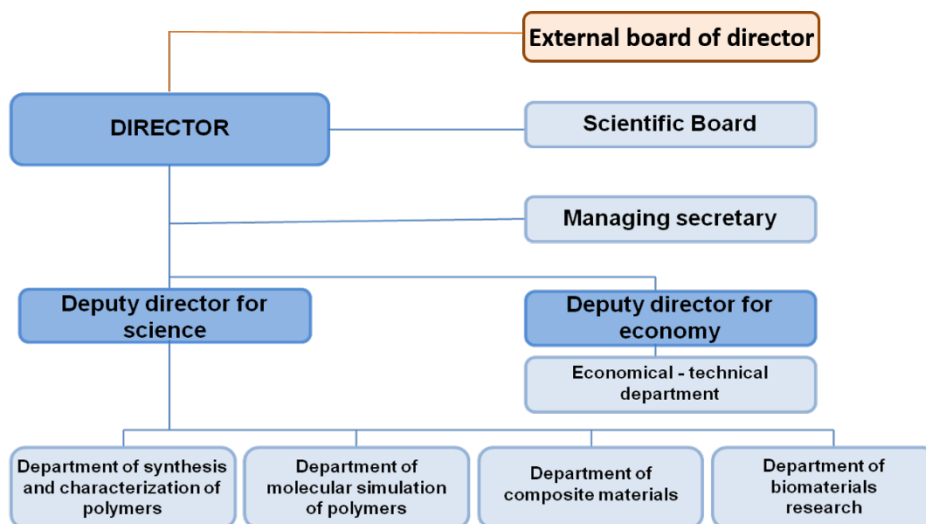 External board of director
DIRECTOR
Scientific Board
Managing secretary
Deputy director for
science
Deputy director for
economy
Economical - technical
department
Department of synthesis
and characterization of
polymers
Department of
molecular simulation
of polymers
Department of
composite materials
Department of
biomaterials
research